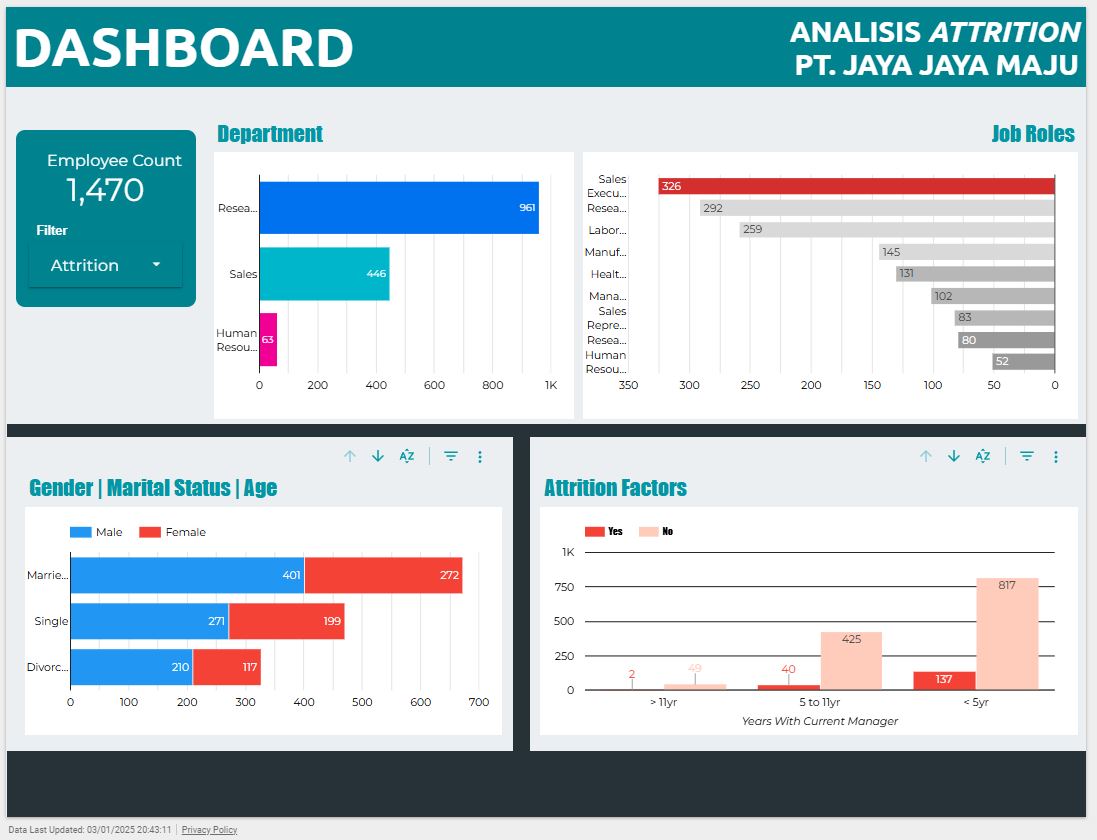 DASHBOARD
ANALISIS ATTRITION
PT. JAYA JAYA MAJU
Employee Count
1,470
Filter
Attrition
Department
Resea...
961
Sales
446
Human
Resou...
63
0 200 400 600 800 1K
Job Roles
Sales
Execu...
326
Resea...
292
Labor...
259
Manuf...
145
Healt...
131
Mana...
102
Sales
Repre...
83
Resea...
80
Human
Resou...
52
350 300 250 200 150 100 50 0
AZ
Gender | Marital Status | Age
Male Female
Marrie... 401 272
Single 271 199
Divorc... 210 117
0 100 200 300 400 500 600 700
AZ
Attrition Factors
Yes No
1K
750
500
250
0
2 49
40 425
137 817
> 11yr 5 to 11yr < 5yr
Years With Current Manager
Data Last Updated: 03/01/2025 20:43:11 | Privacy Policy